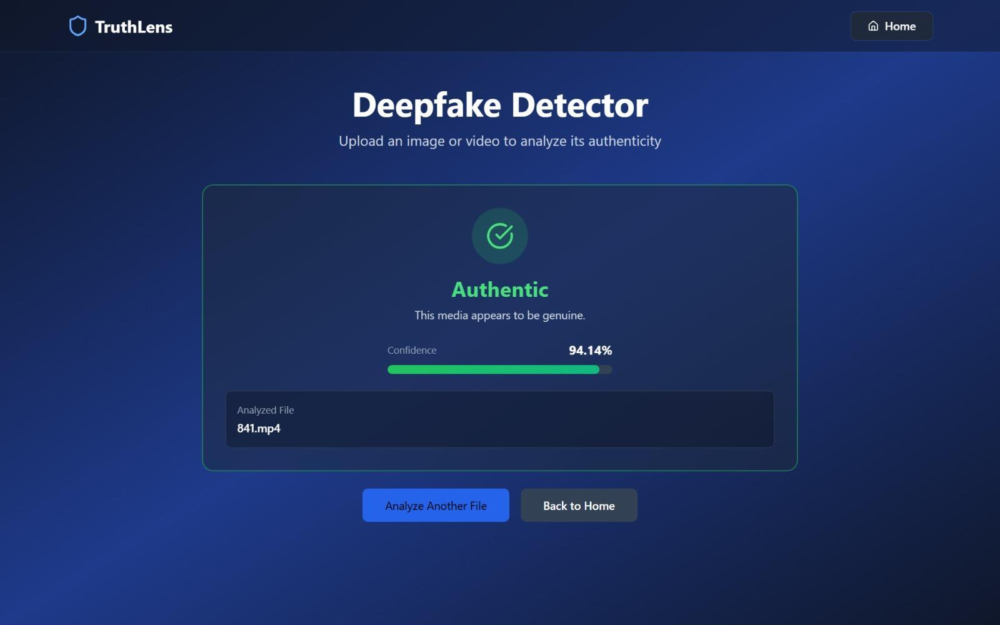 TruthLens
Home
Deepfake Detector
Upload an image or video to analyze its authenticity
Authentic
This media appears to be genuine.
Confidence 94.14%
Analyzed File
841.mp4
Analyze Another File
Back to Home